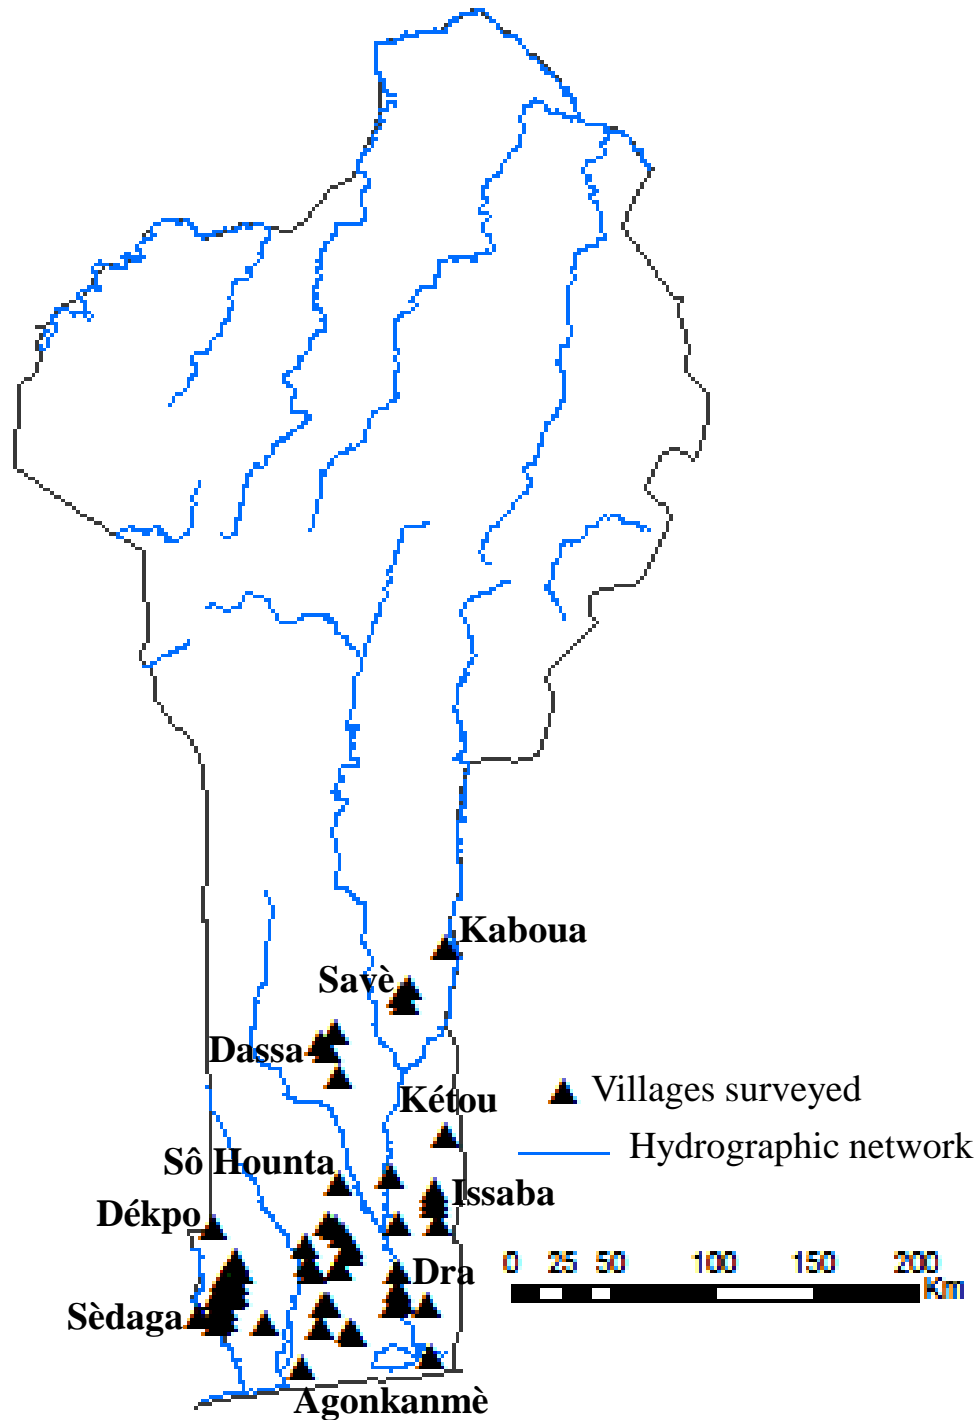 Kaboua
Savè
Dassa
Kétou
Villages surveyed
Hydrographic network
Sô Hounta
Issaba
Dékpo
Dra
0 25 50 100 150 200
Km
Sèdaga
Agonkanmè